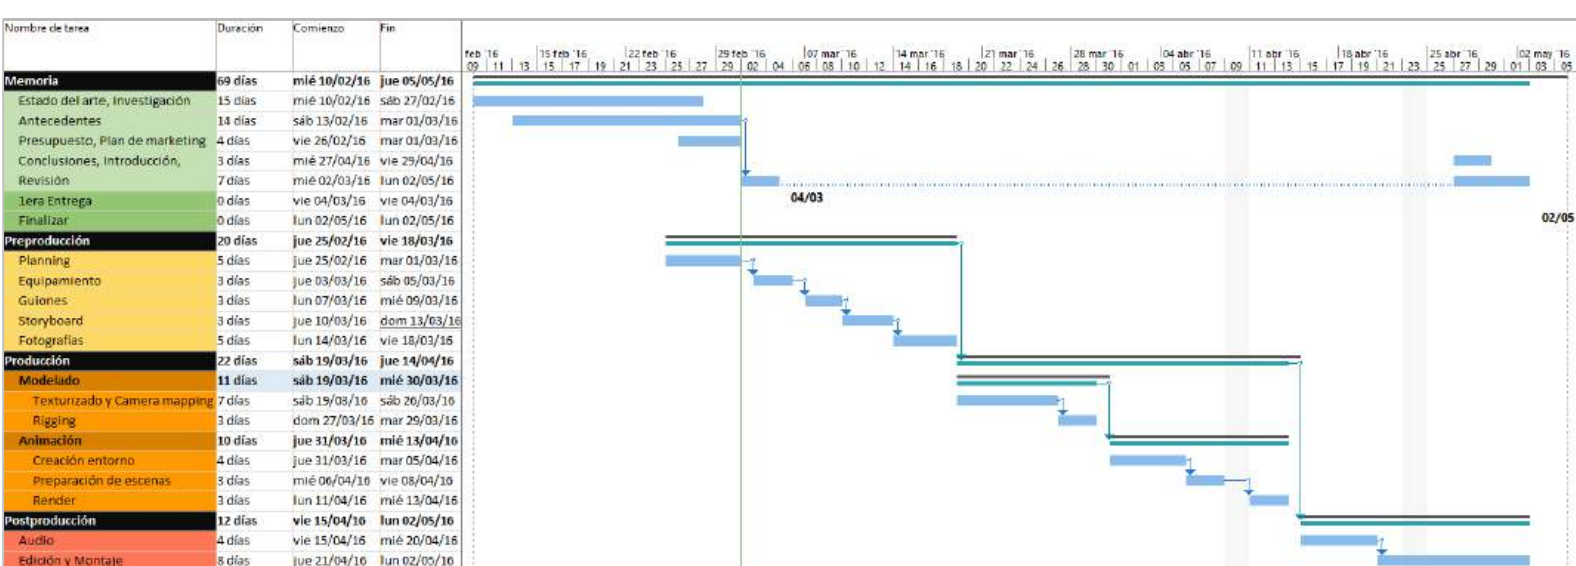 Nombre de tarea Duración Comienzo Fin
feb '16 15 feb '16 22 feb '16 29 feb '16 07 mar '16 14 mar '16 21 mar '16 28 mar '16 04 abr '16 11 abr '16 18 abr '16 25 abr '16 02 may '16
09 11 13 15 17 19 21 23 25 27 29 02 04 06 08 10 12 14 16 18 20 22 24 26 28 30 01 03 05 07 09 11 13 15 17 19 21 23 25 27 29 01 03 05
Memoria 69 días mié 10/02/16 jue 05/05/16
Estado del arte, Investigación 15 días mié 10/02/16 sáb 27/02/16
Antecedentes 14 días sáb 13/02/16 mar 01/03/16
Presupuesto, Plan de marketing 4 días vie 26/02/16 mar 01/03/16
Conclusiones, Introducción, 3 días mié 27/04/16 vie 29/04/16
Revisión 7 días mié 02/03/16 lun 02/05/16
1era Entrega 0 días vie 04/03/16 vie 04/03/16 04/03
Finalizar 0 días lun 02/05/16 lun 02/05/16 02/05
Preproducción 20 días jue 25/02/16 vie 18/03/16
Planning 5 días jue 25/02/16 mar 01/03/16
Equipamiento 3 días jue 03/03/16 sáb 05/03/16
Guiones 3 días lun 07/03/16 mié 09/03/16
Storyboard 3 días jue 10/03/16 dom 13/03/16
Fotografías 5 días lun 14/03/16 vie 18/03/16
Producción 22 días sáb 19/03/16 jue 14/04/16
Modelado 11 días sáb 19/03/16 mié 30/03/16
Texturizado y Camera mapping 7 días sáb 19/03/16 sáb 26/03/16
Rigging 3 días dom 27/03/16 mar 29/03/16
Animación 10 días jue 31/03/16 mié 13/04/16
Creación entorno 4 días jue 31/03/16 mar 05/04/16
Preparación de escenas 3 días mié 06/04/16 vie 08/04/16
Render 3 días lun 11/04/16 mié 13/04/16
Postproducción 12 días vie 15/04/16 lun 02/05/16
Audio 4 días vie 15/04/16 mié 20/04/16
Edición y Montaje 8 días jue 21/04/16 lun 02/05/16